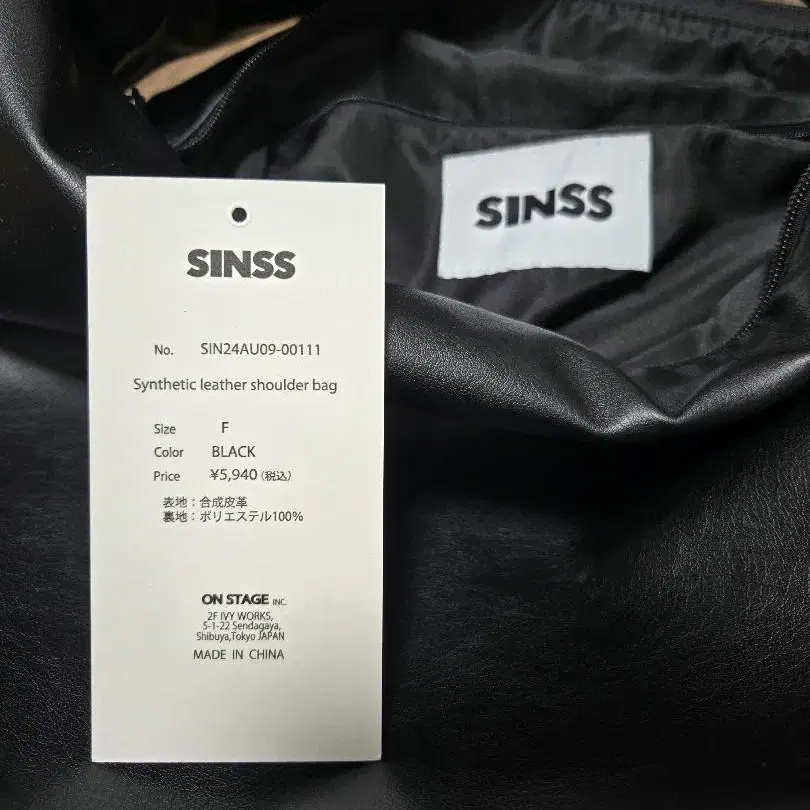 SINSS
SINSS
No. SIN24AU09-00111
Synthetic leather shoulder bag
Size F
Color BLACK
Price ¥5,940 (税込)
表地：合成皮革
裏地：ポリエステル100%
ON STAGE INC.
2F IVY WORKS,
5-1-22 Sendagaya,
Shibuya,Tokyo JAPAN
MADE IN CHINA